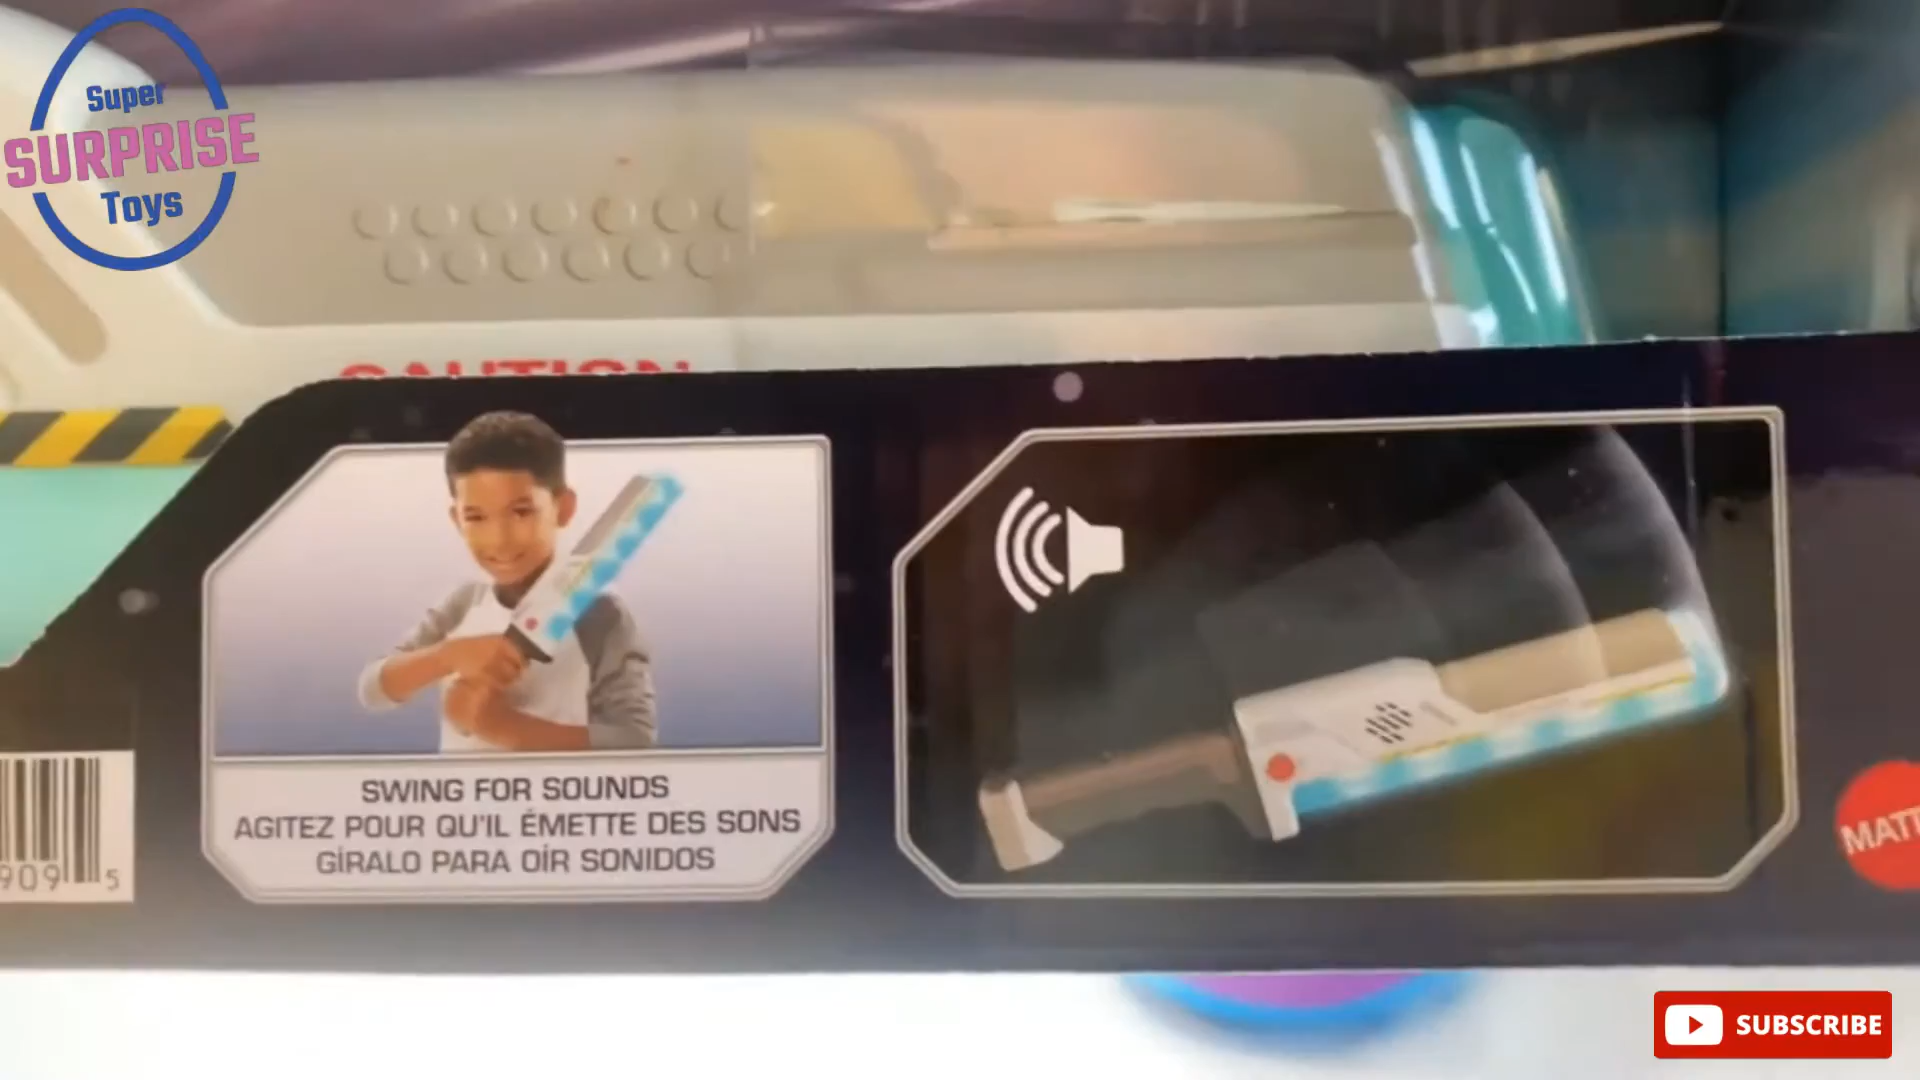 Super
SURPRISE
Toys
CAUTION
SWING FOR SOUNDS
AGITEZ POUR QU'IL ÉMETTE DES SONS
GÍRALO PARA OÍR SONIDOS
909 5
MATT
SUBSCRIBE